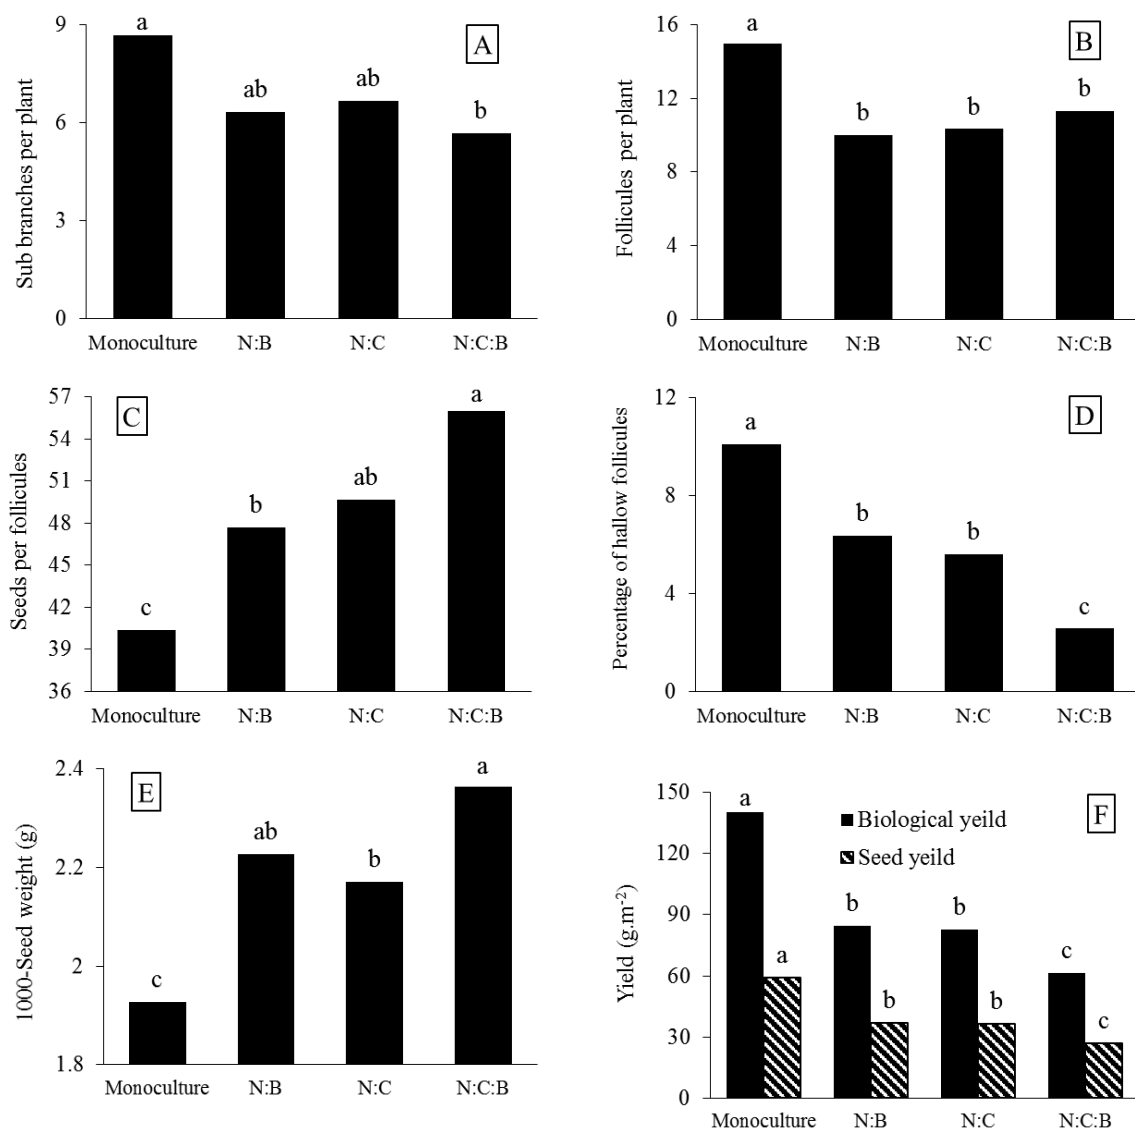 A
Sub branches per plant
9
6
3
0
a
ab
ab
b
Monoculture
N:B
N:C
N:C:B
B
Follicules per plant
16
12
8
4
0
a
b
b
b
Monoculture
N:B
N:C
N:C:B
C
Seeds per follicules
57
54
51
48
45
42
39
36
c
b
ab
a
Monoculture
N:B
N:C
N:C:B
D
Percentage of hallow follicules
12
8
4
0
a
b
b
c
Monoculture
N:B
N:C
N:C:B
E
1000-Seed weight (g)
2.4
2.2
2
1.8
c
ab
b
a
Monoculture
N:B
N:C
N:C:B
F
Biological yeild
Seed yeild
Yield (g.m⁻²)
150
120
90
60
30
0
a
a
b
b
b
b
c
c
Monoculture
N:B
N:C
N:C:B